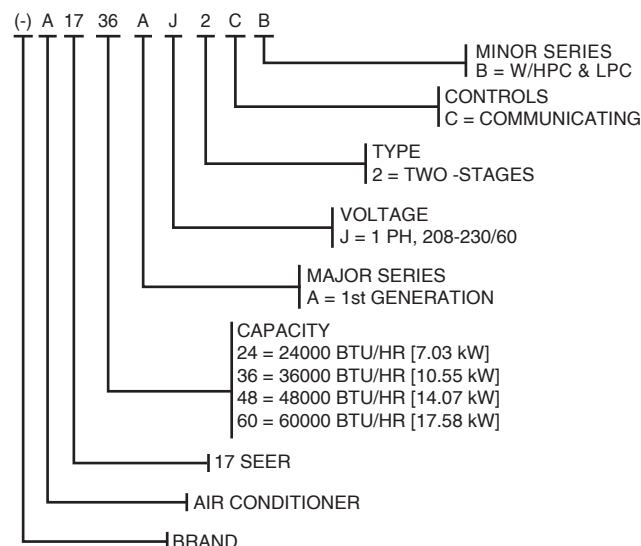 (-) A 17 36 A J 2 C B
MINOR SERIES
B = W/HPC & LPC
CONTROLS
C = COMMUNICATING
TYPE
2 = TWO -STAGES
VOLTAGE
J = 1 PH, 208-230/60
MAJOR SERIES
A = 1st GENERATION
CAPACITY
24 = 24000 BTU/HR [7.03 kW]
36 = 36000 BTU/HR [10.55 kW]
48 = 48000 BTU/HR [14.07 kW]
60 = 60000 BTU/HR [17.58 kW]
17 SEER
AIR CONDITIONER
BRAND